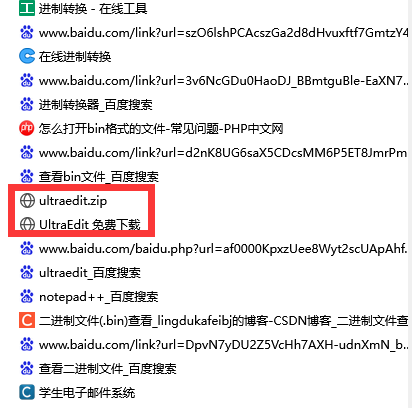 工 进制转换 - 在线工具
www.baidu.com/link?url=szO6lshPCAcszGa2d8dHvuxftf7GmtzY4
在线进制转换
www.baidu.com/link?url=3v6NcGDu0HaoDJ_BBmtguBle-EaXN7...
进制转换器_百度搜索
php 怎么打开bin格式的文件-常见问题-PHP中文网
www.baidu.com/link?url=d2nK8UG6saX5CDcsMM6P5ET8JmrPm
查看bin文件_百度搜索
ultraedit.zip
UltraEdit 免费下载
www.baidu.com/baidu.php?url=af0000KpxzUee8Wyt2scUApAhf.
ultraedit_百度搜索
notepad++_百度搜索
C 二进制文件(.bin)查看_lingdukafeibj的博客-CSDN博客_二进制文件查
www.baidu.com/link?url=DpvN7yDU2Z5VcHh7AXH-udnXmN_b...
查看二进制文件_百度搜索
学生电子邮件系统